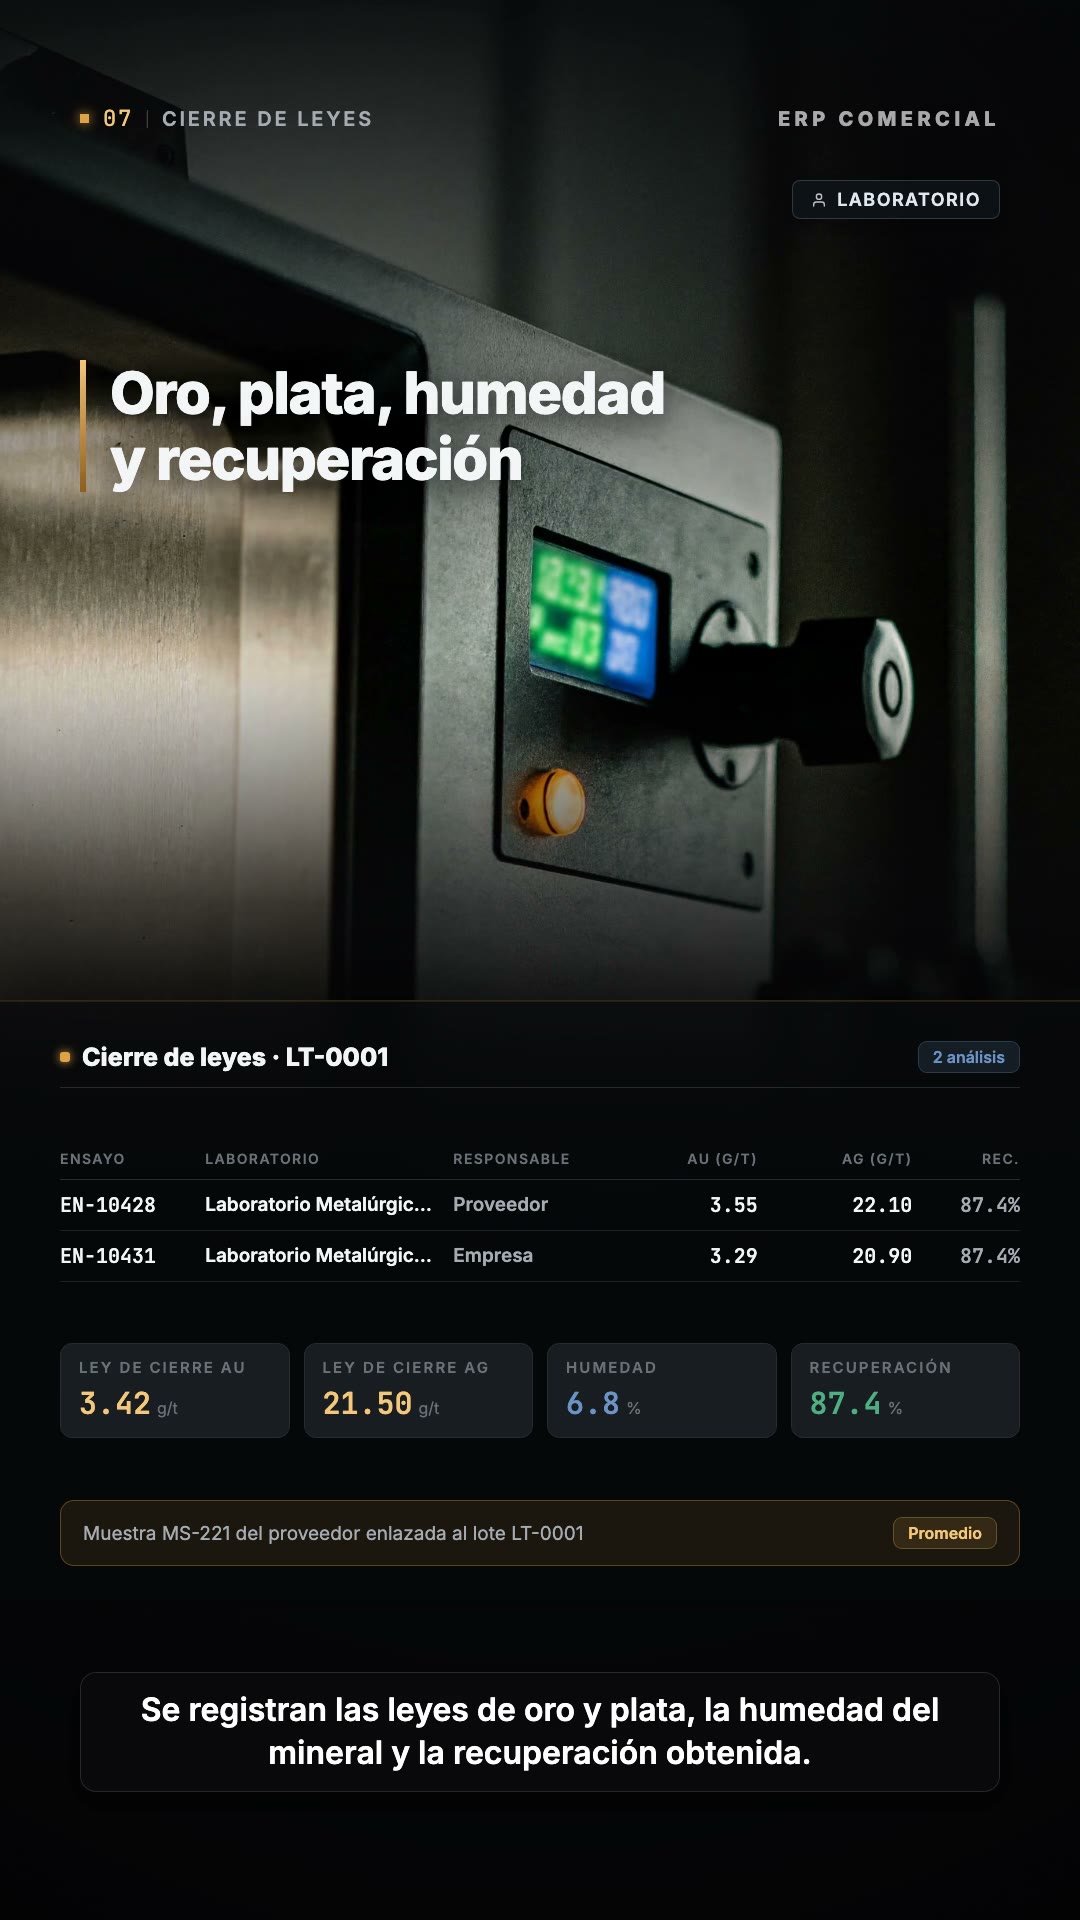 07 | CIERRE DE LEYES
ERP COMERCIAL
LABORATORIO
Oro, plata, humedad
y recuperación
Cierre de leyes · LT-0001
2 análisis
ENSAYO LABORATORIO RESPONSABLE AU (G/T) AG (G/T) REC.
EN-10428 Laboratorio Metalúrgic... Proveedor 3.55 22.10 87.4%
EN-10431 Laboratorio Metalúrgic... Empresa 3.29 20.90 87.4%
LEY DE CIERRE AU
3.42 g/t
LEY DE CIERRE AG
21.50 g/t
HUMEDAD
6.8 %
RECUPERACIÓN
87.4 %
Muestra MS-221 del proveedor enlazada al lote LT-0001
Promedio
Se registran las leyes de oro y plata, la humedad del
mineral y la recuperación obtenida.